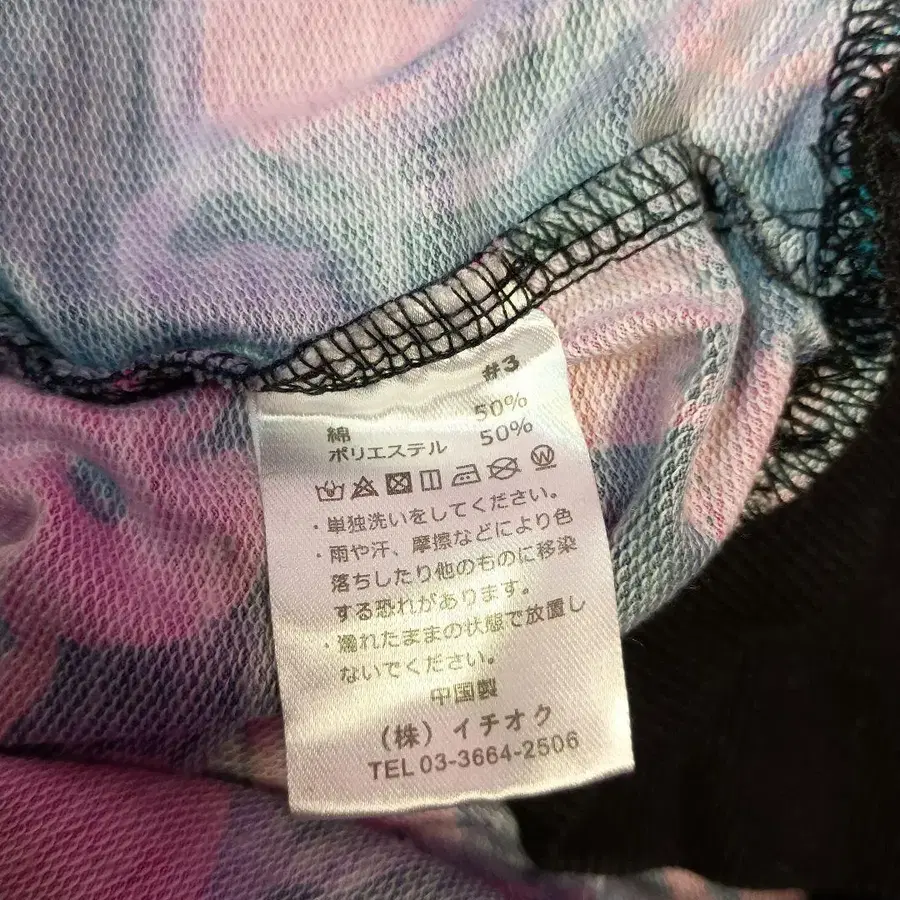 #3
綿 50%
ポリエステル 50%
・単独洗いをしてください。
・雨や汗、摩擦などにより色
落ちしたり他のものに移染
する恐れがあります。
・濡れたままの状態で放置し
ないでください。
中国製
（株）イチオク
TEL 03-3664-2506